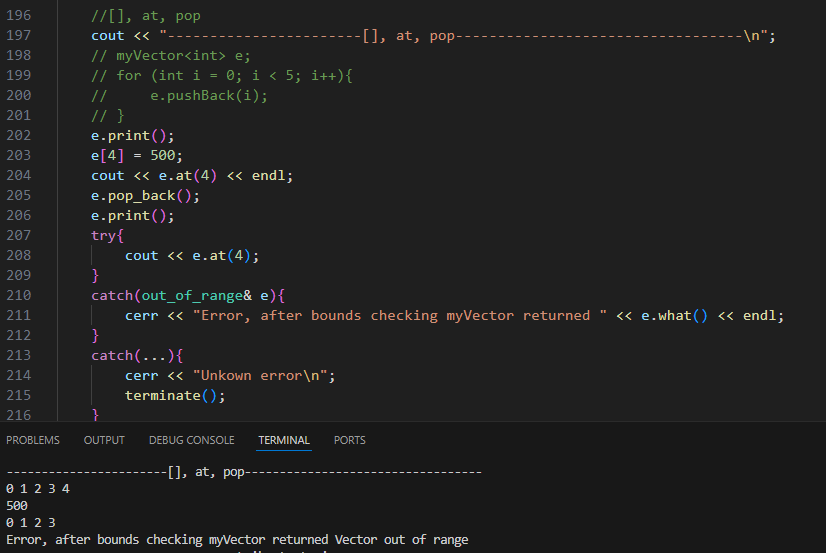 196 //[], at, pop
197 cout << "-----------------------[], at, pop----------------------------------\n";
198 // myVector<int> e;
199 // for (int i = 0; i < 5; i++){
200 //     e.pushBack(i);
201 // }
202 e.print();
203 e[4] = 500;
204 cout << e.at(4) << endl;
205 e.pop_back();
206 e.print();
207 try{
208     cout << e.at(4);
209 }
210 catch(out_of_range& e){
211     cerr << "Error, after bounds checking myVector returned " << e.what() << endl;
212 }
213 catch(...){
214     cerr << "Unkown error\n";
215     terminate();
216 }
PROBLEMS OUTPUT DEBUG CONSOLE TERMINAL PORTS
-----------------------[], at, pop----------------------------------
0 1 2 3 4
500
0 1 2 3
Error, after bounds checking myVector returned Vector out of range